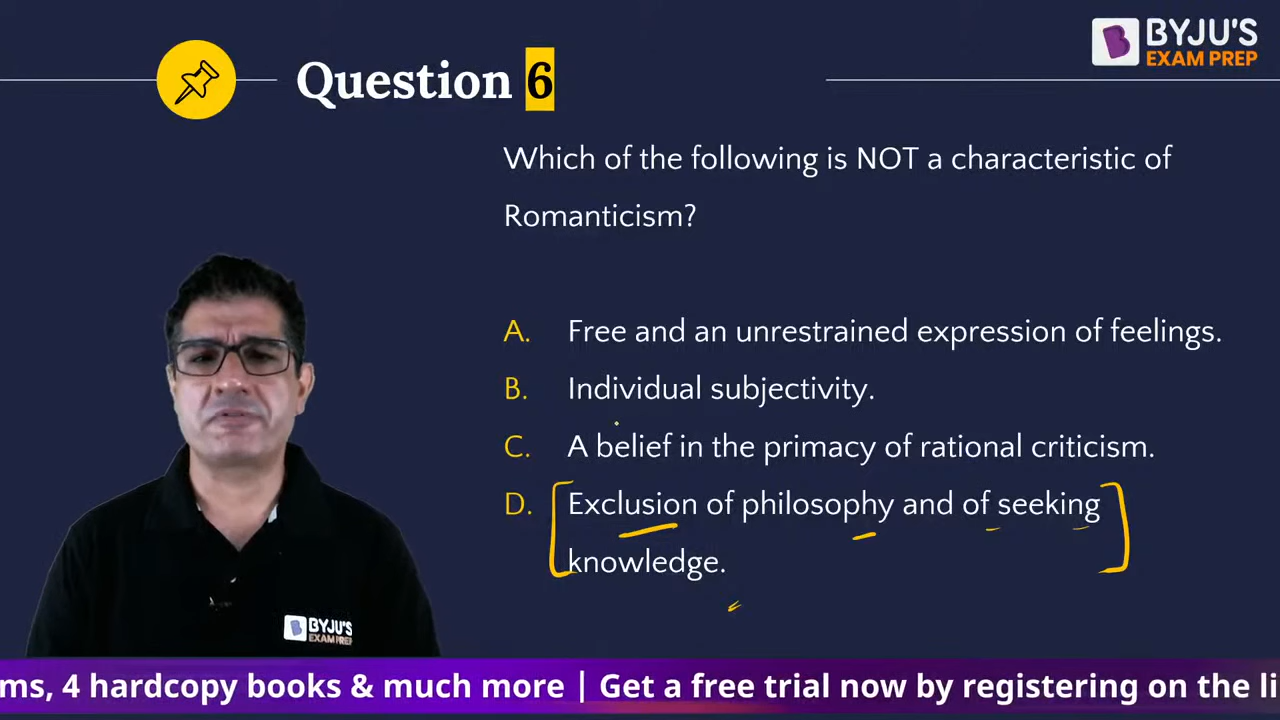 BYJU'S
EXAM PREP
Question 6
Which of the following is NOT a characteristic of
Romanticism?
A. Free and an unrestrained expression of feelings.
B. Individual subjectivity.
C. A belief in the primacy of rational criticism.
D. Exclusion of philosophy and of seeking
knowledge.
BYJU'S
EXAM PREP
ms, 4 hardcopy books & much more | Get a free trial now by registering on the li